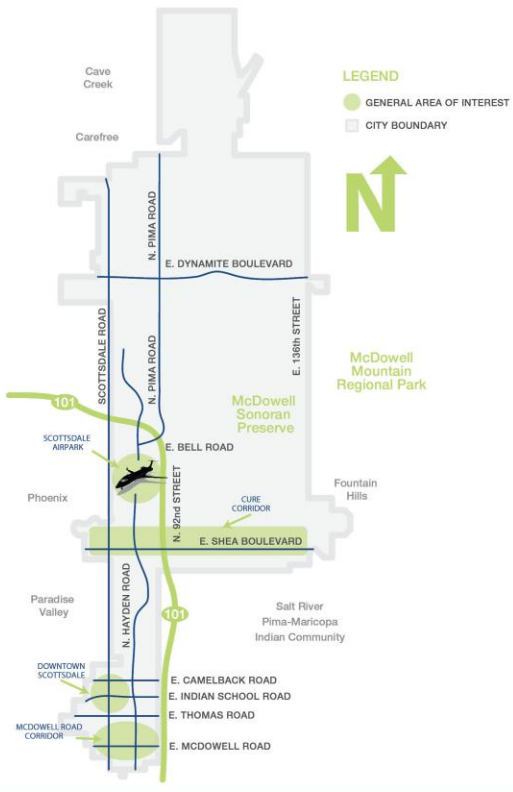 Cave
Creek
LEGEND
GENERAL AREA OF INTEREST
CITY BOUNDARY
Carefree
N
N. PIMA ROAD
E. DYNAMITE BOULEVARD
SCOTTSDALE ROAD
N. PIMA ROAD
E. 136th STREET
McDowell
Mountain
Regional Park
101
McDowell
Sonoran
Preserve
SCOTTSDALE
AIRPARK
E. BELL ROAD
N. 92nd STREET
Phoenix
Fountain
Hills
CURE
CORRIDOR
E. SHEA BOULEVARD
N. HAYDEN ROAD
Paradise
Valley
101
Salt River
Pima-Maricopa
Indian Community
DOWNTOWN
SCOTTSDALE
E. CAMELBACK ROAD
E. INDIAN SCHOOL ROAD
E. THOMAS ROAD
MCDOWELL ROAD
CORRIDOR
E. MCDOWELL ROAD